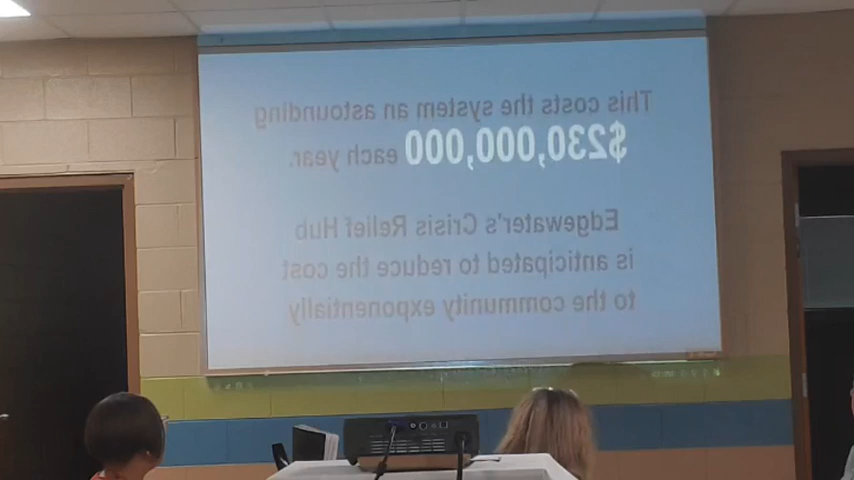 This costs the system an astounding
$230,000,000 each year.
Edgewater's Crisis Relief Hub
is anticipated to reduce the cost
to the community exponentially